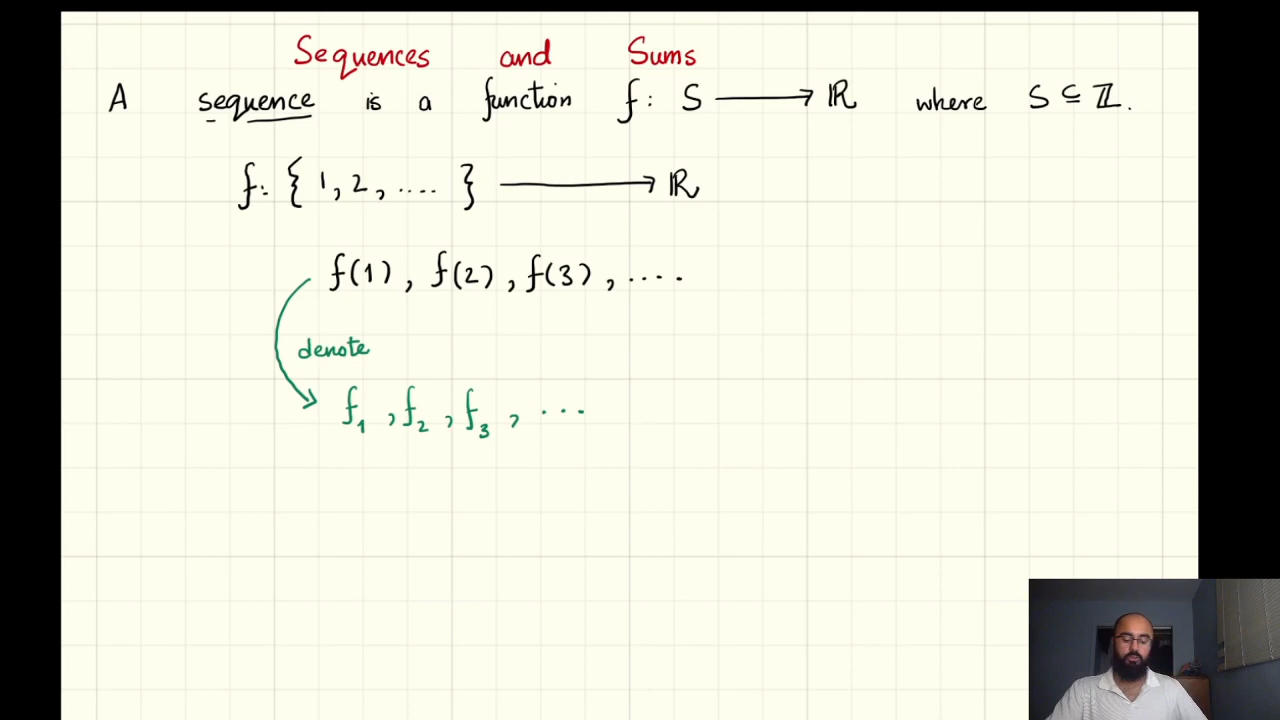 Sequences and Sums
A sequence is a function f: S ⟶ ℝ where S ⊆ ℤ.
f: { 1, 2, .... } ⟶ ℝ
f(1), f(2), f(3), ....
denote
f₁, f₂, f₃, ...